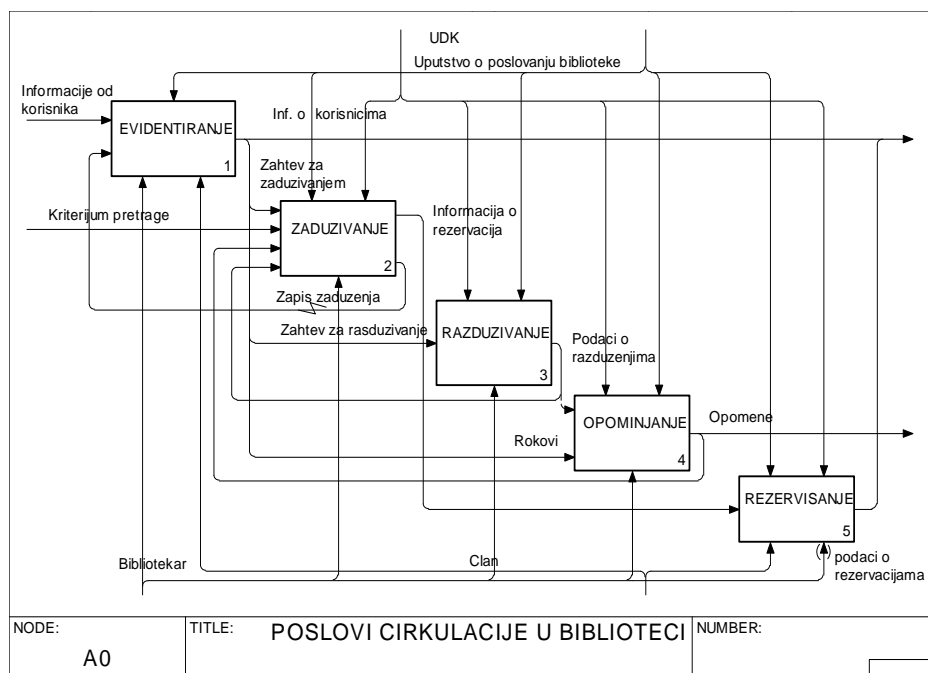 UDK
Uputstvo o poslovanju biblioteke
Informacije od
korisnika
EVIDENTIRANJE
1
Inf. o korisnicima
Zahtev za
zaduzivanjem
Kriterijum pretrage
ZADUZIVANJE
2
Informacija o
rezervacija
Zapis zaduzenja
Zahtev za rasduzivanje
RAZDUZIVANJE
3
Podaci o
razduzenjima
OPOMINJANJE
4
Opomene
Rokovi
REZERVISANJE
5
podaci o
rezervacijama
Bibliotekar
Clan
NODE:
A0
TITLE:
POSLOVI CIRKULACIJE U BIBLIOTECI
NUMBER: